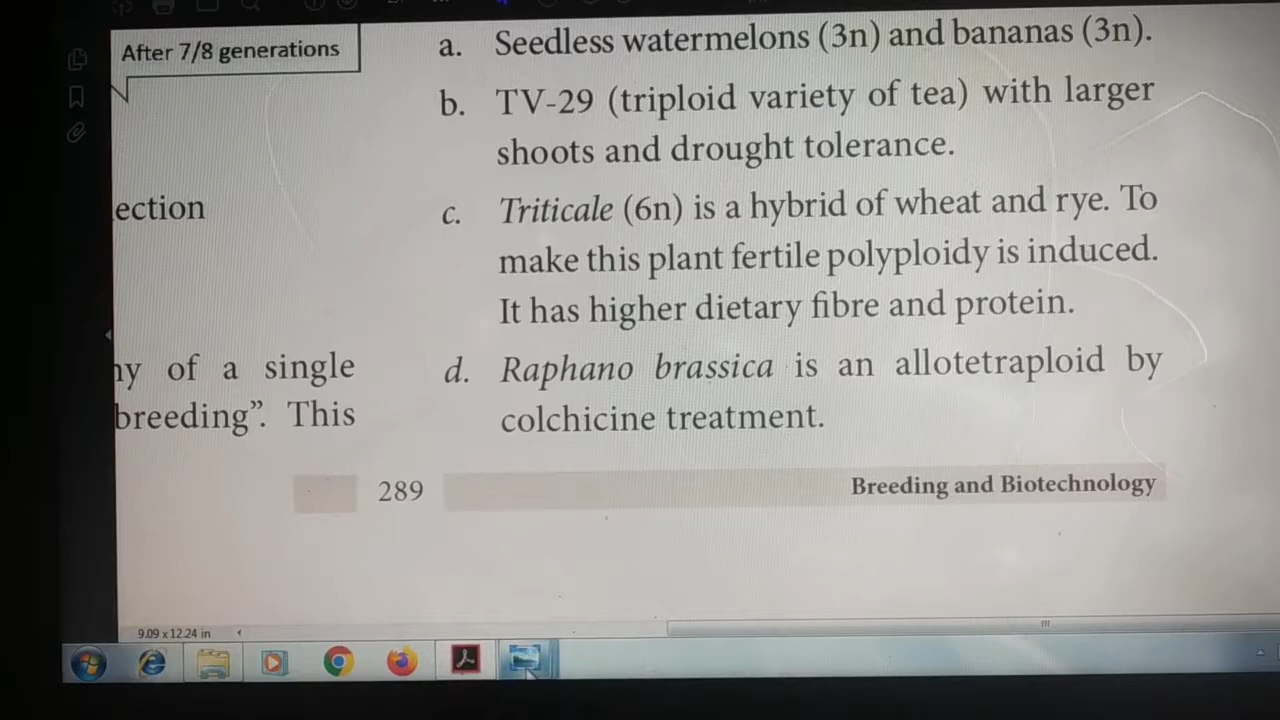 After 7/8 generations
ection
ny of a single
breeding”. This
a. Seedless watermelons (3n) and bananas (3n).
b. TV-29 (triploid variety of tea) with larger
shoots and drought tolerance.
c. Triticale (6n) is a hybrid of wheat and rye. To
make this plant fertile polyploidy is induced.
It has higher dietary fibre and protein.
d. Raphano brassica is an allotetraploid by
colchicine treatment.
289
Breeding and Biotechnology
9.09 x 12.24 in